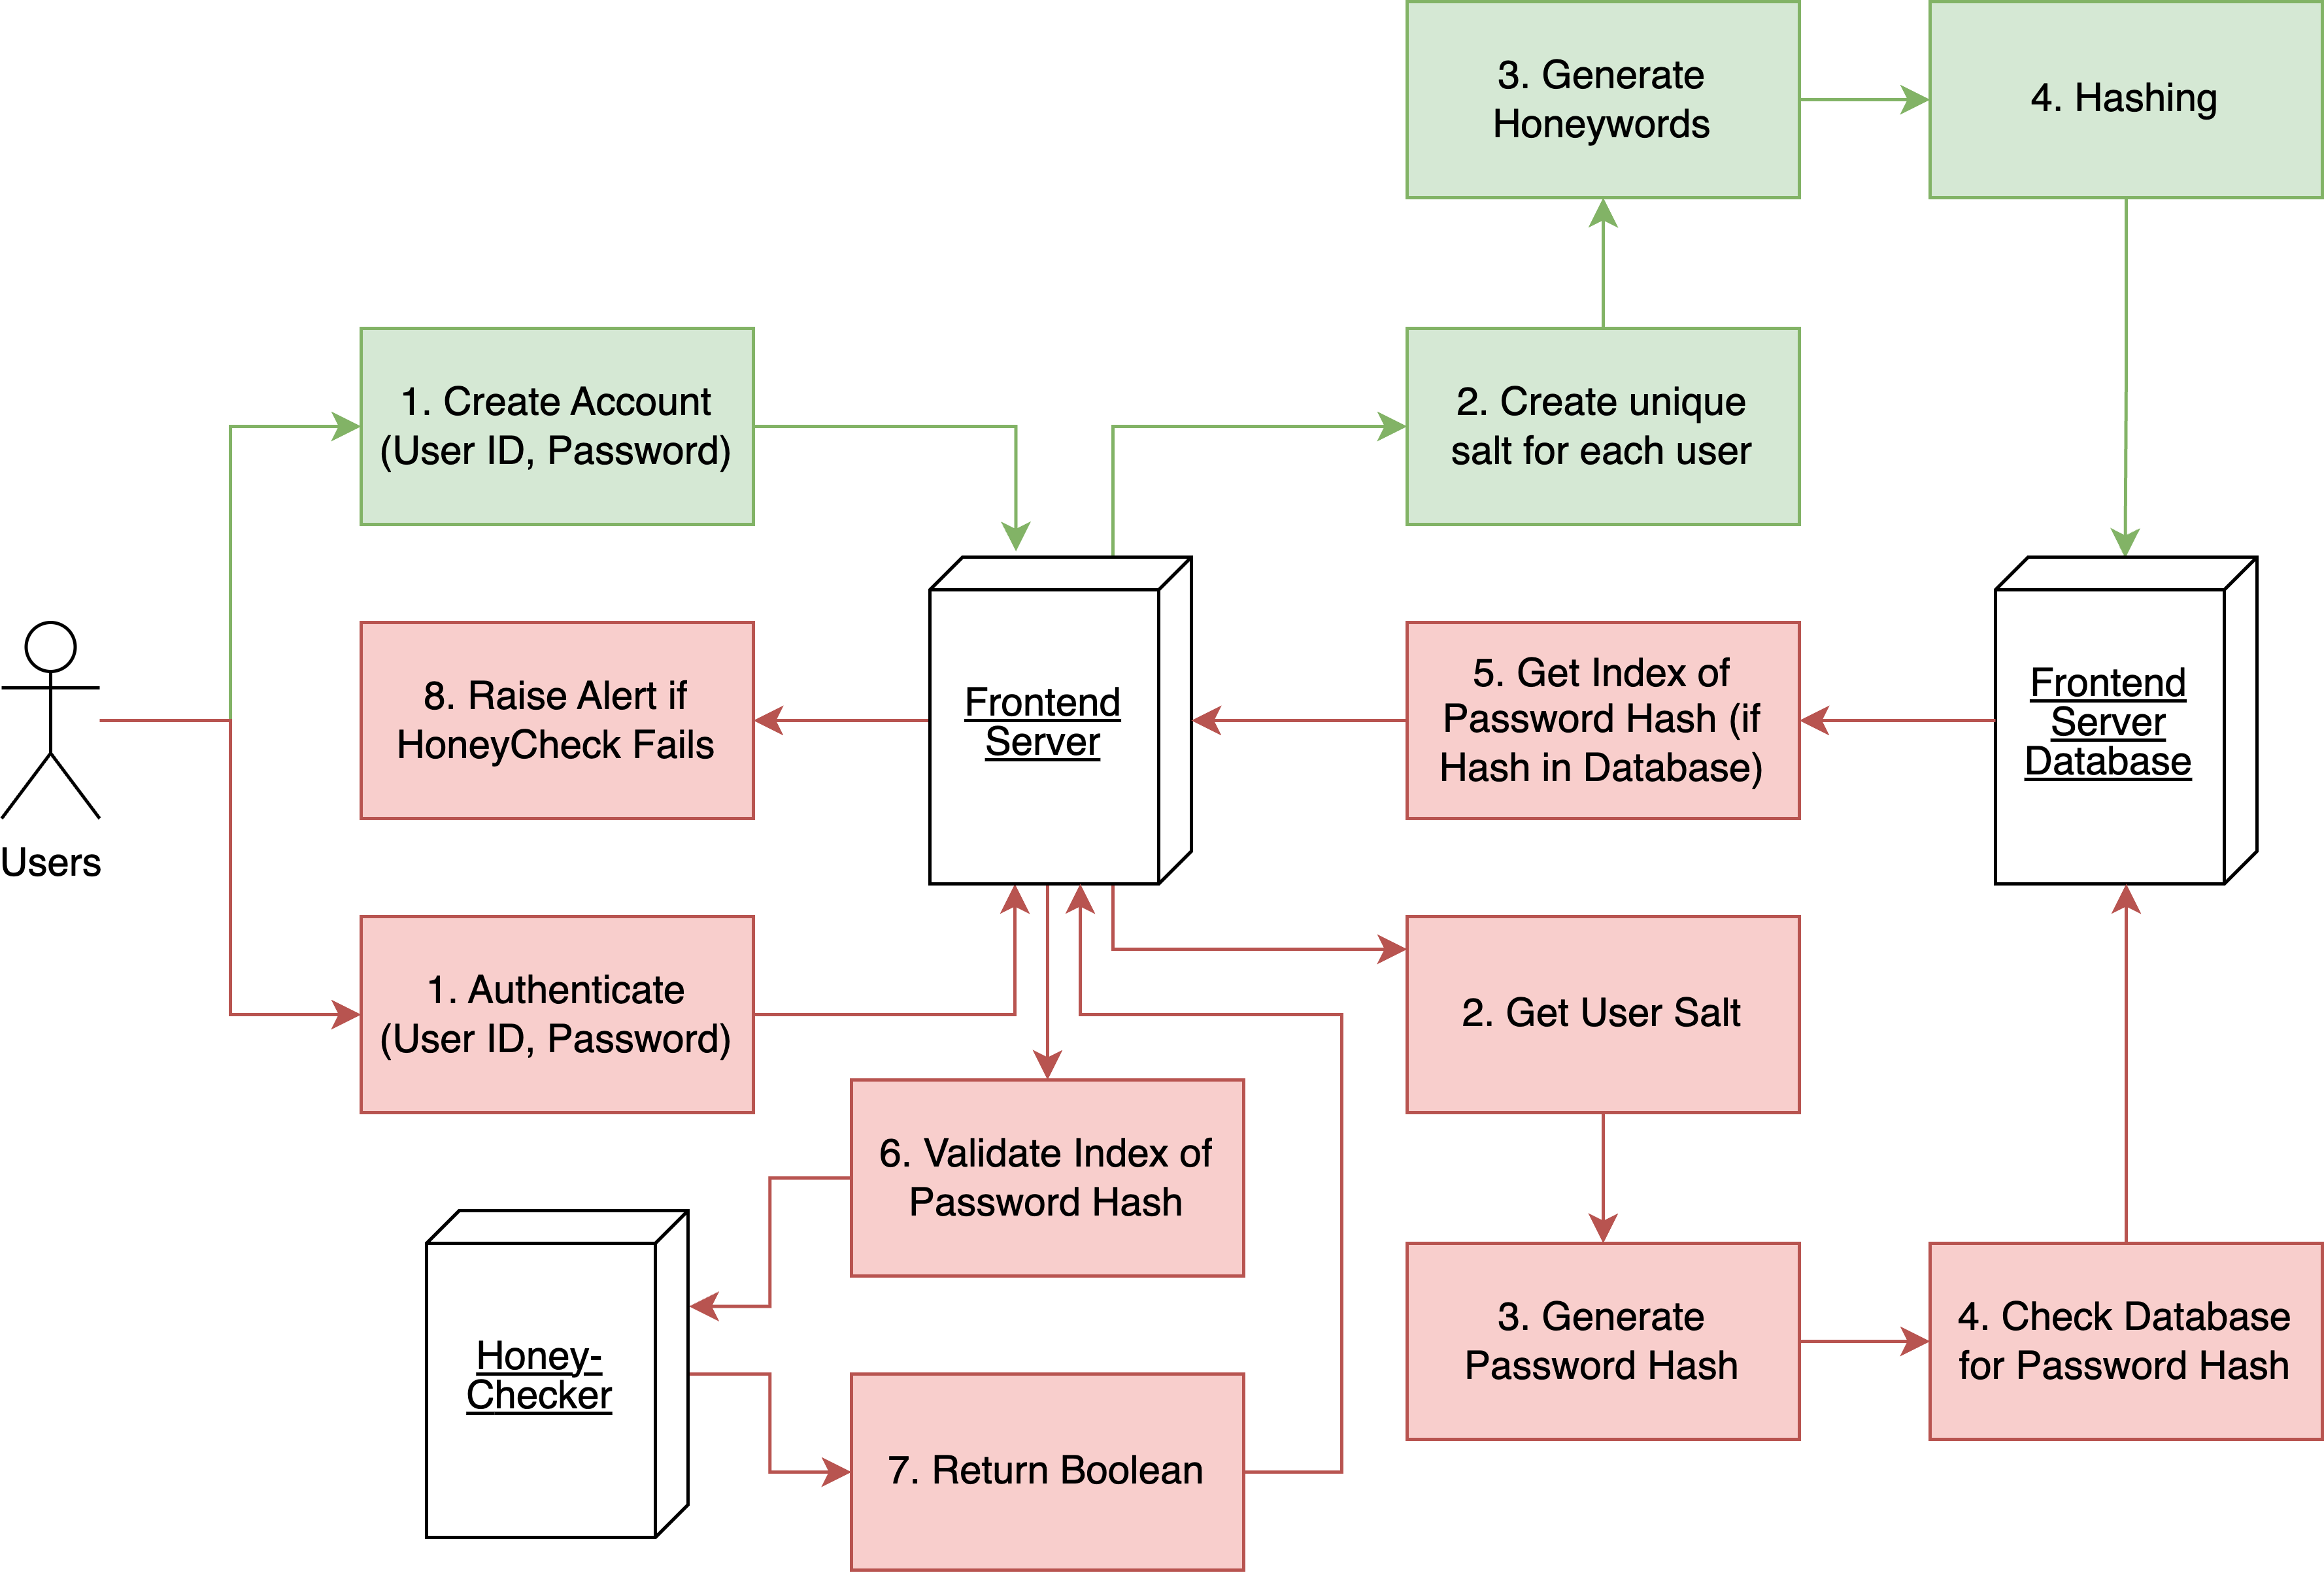 3. Generate
Honeywords
4. Hashing
1. Create Account
(User ID, Password)
2. Create unique
salt for each user
Users
8. Raise Alert if
HoneyCheck Fails
Frontend
Server
5. Get Index of
Password Hash (if
Hash in Database)
Frontend
Server
Database
1. Authenticate
(User ID, Password)
2. Get User Salt
6. Validate Index of
Password Hash
Honey-
Checker
7. Return Boolean
3. Generate
Password Hash
4. Check Database
for Password Hash